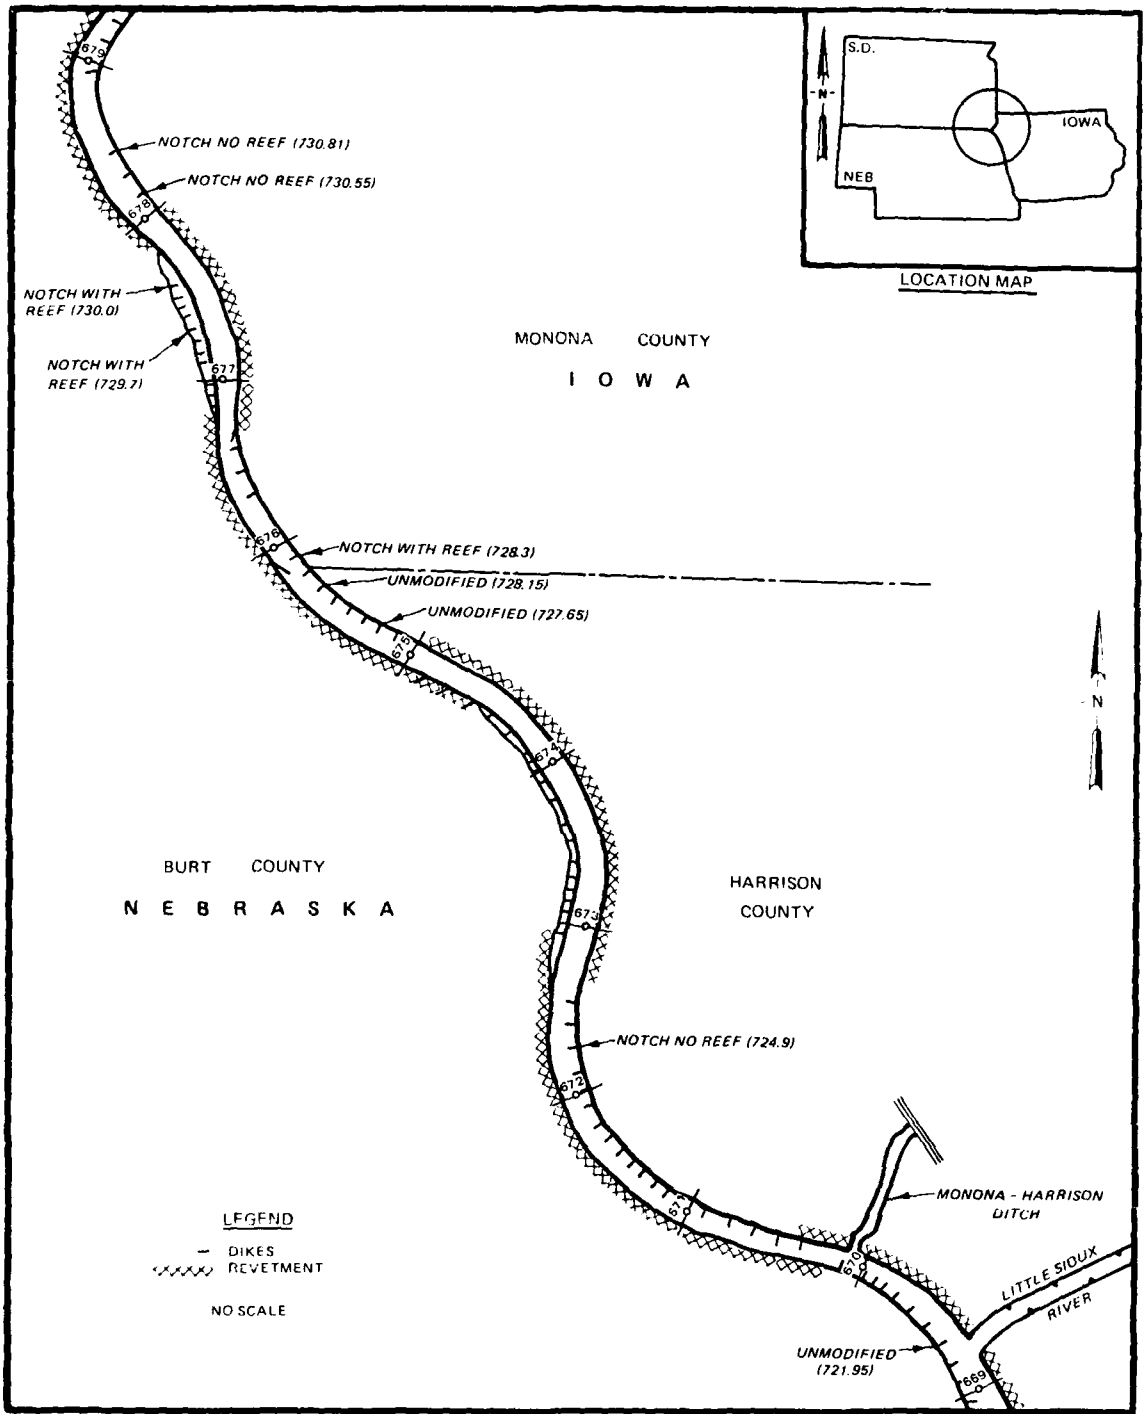 679
S.D.
N
IOWA
NEB
LOCATION MAP
NOTCH NO REEF (730.81)
NOTCH NO REEF (730.55)
678
NOTCH WITH
REEF (730.0)
NOTCH WITH
REEF (729.7)
677
MONONA COUNTY
IOWA
676
NOTCH WITH REEF (728.3)
UNMODIFIED (728.15)
UNMODIFIED (727.65)
675
N
674
BURT COUNTY
NEBRASKA
HARRISON
COUNTY
673
NOTCH NO REEF (724.9)
672
MONONA - HARRISON
DITCH
671
LEGEND
DIKES
REVETMENT
NO SCALE
670
LITTLE SIOUX
RIVER
UNMODIFIED
(721.95)
669